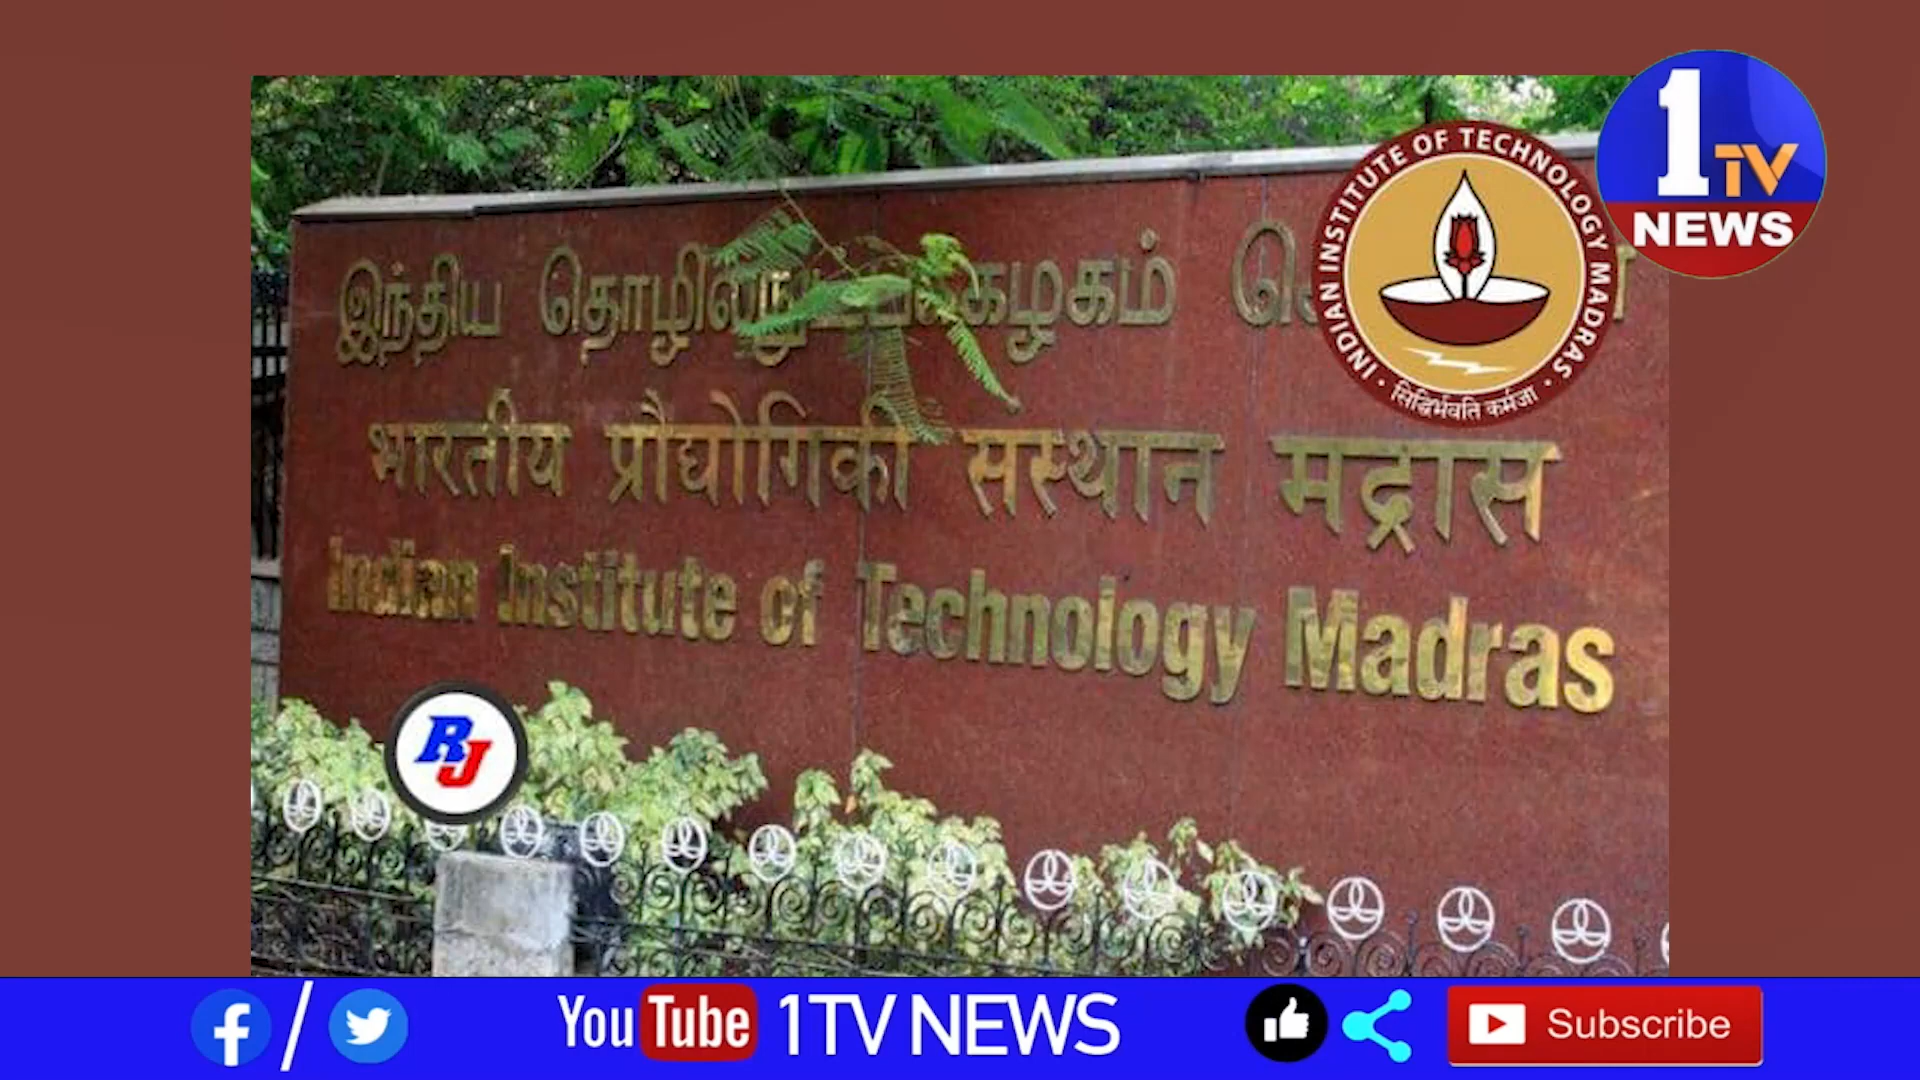 1
TV
NEWS
INDIAN INSTITUTE OF TECHNOLOGY MADRAS
सिद्धिर्भवति कर्मजा
இந்திய தொழில்நுட்பக்கழகம்
भारतीय प्रौद्योगिकी संस्थान मद्रास
Indian Institute of Technology Madras
RJ
YouTube 1TV NEWS
Subscribe